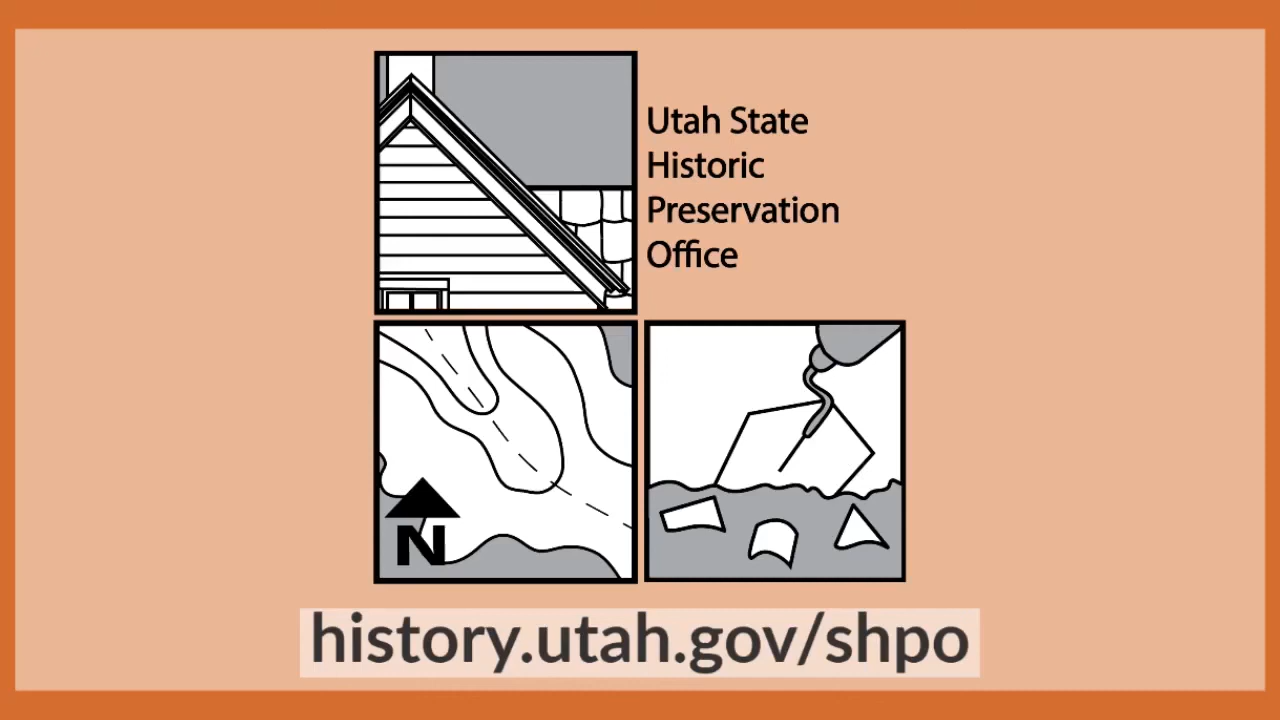 Utah State
Historic
Preservation
Office
N
history.utah.gov/shpo